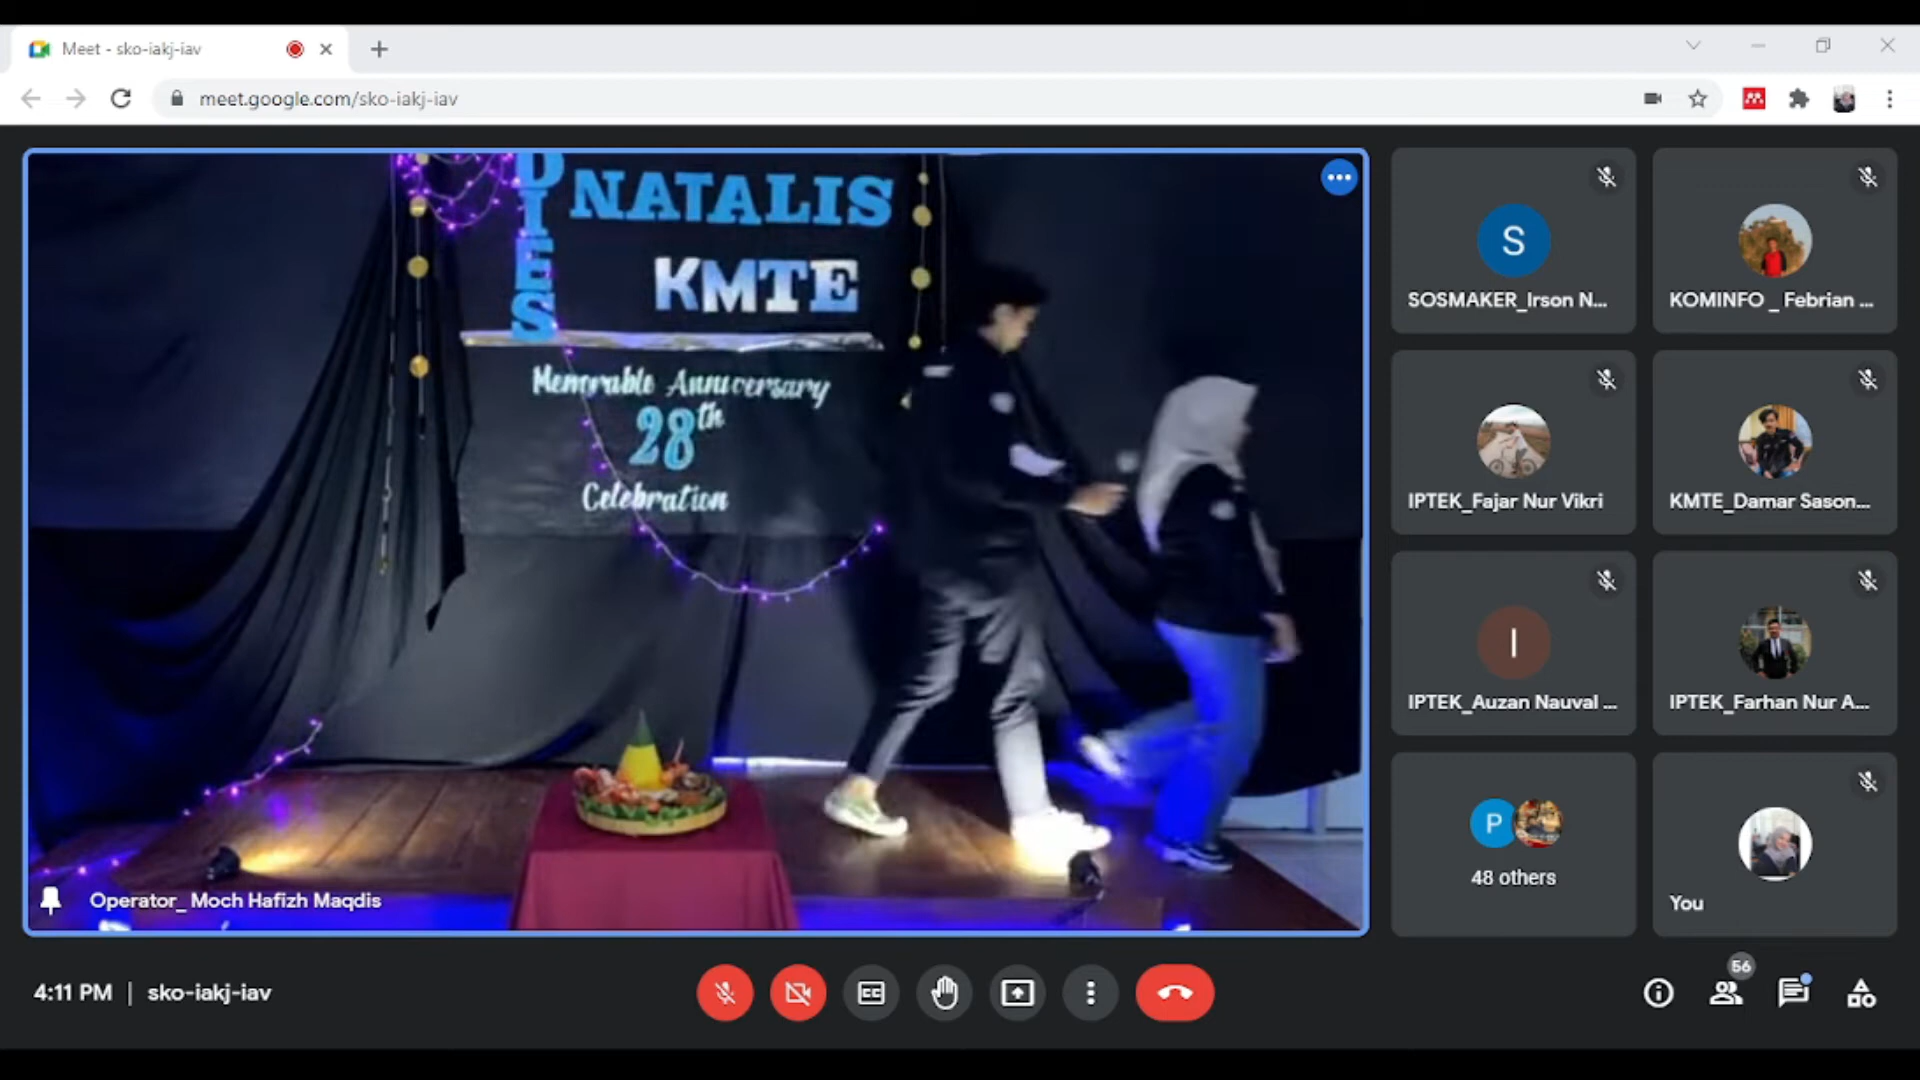 Meet - sko-iakj-iav
meet.google.com/sko-iakj-iav
DIES
NATALIS
KMTE
Memorable Anniversary
28th
Celebration
Operator_ Moch Hafizh Maqdis
S
SOSMAKER_Irson N...
KOMINFO _ Febrian ...
IPTEK_Fajar Nur Vikri
KMTE_Damar Sason...
I
IPTEK_Auzan Nauval ...
IPTEK_Farhan Nur A...
P
48 others
You
4:11 PM | sko-iakj-iav
CC
56